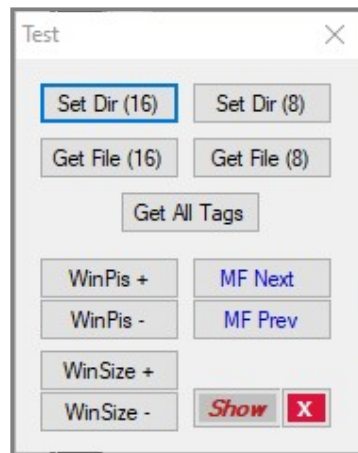 Test
Set Dir (16) Set Dir (8)
Get File (16) Get File (8)
Get All Tags
WinPis + MF Next
WinPis - MF Prev
WinSize +
WinSize - Show X